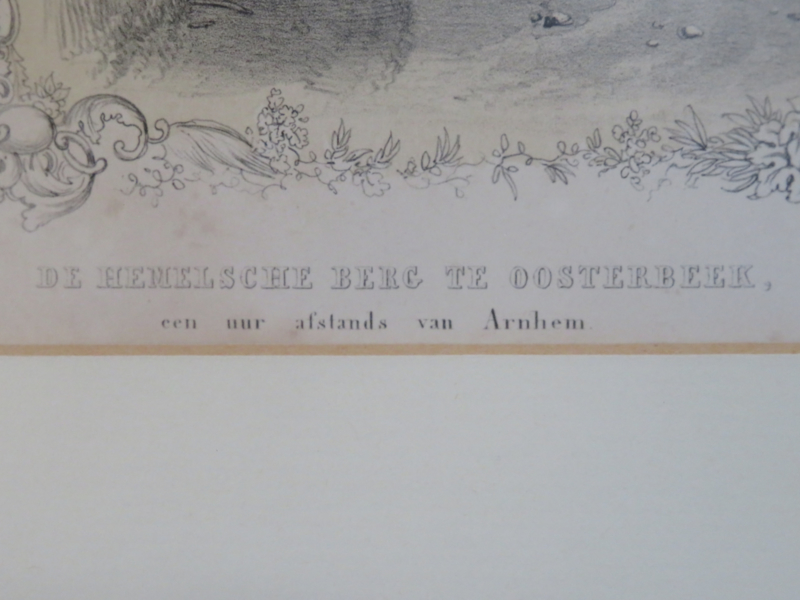 DE HEMELSCHE BERG TE OOSTERBEEK,
een uur afstands van Arnhem.